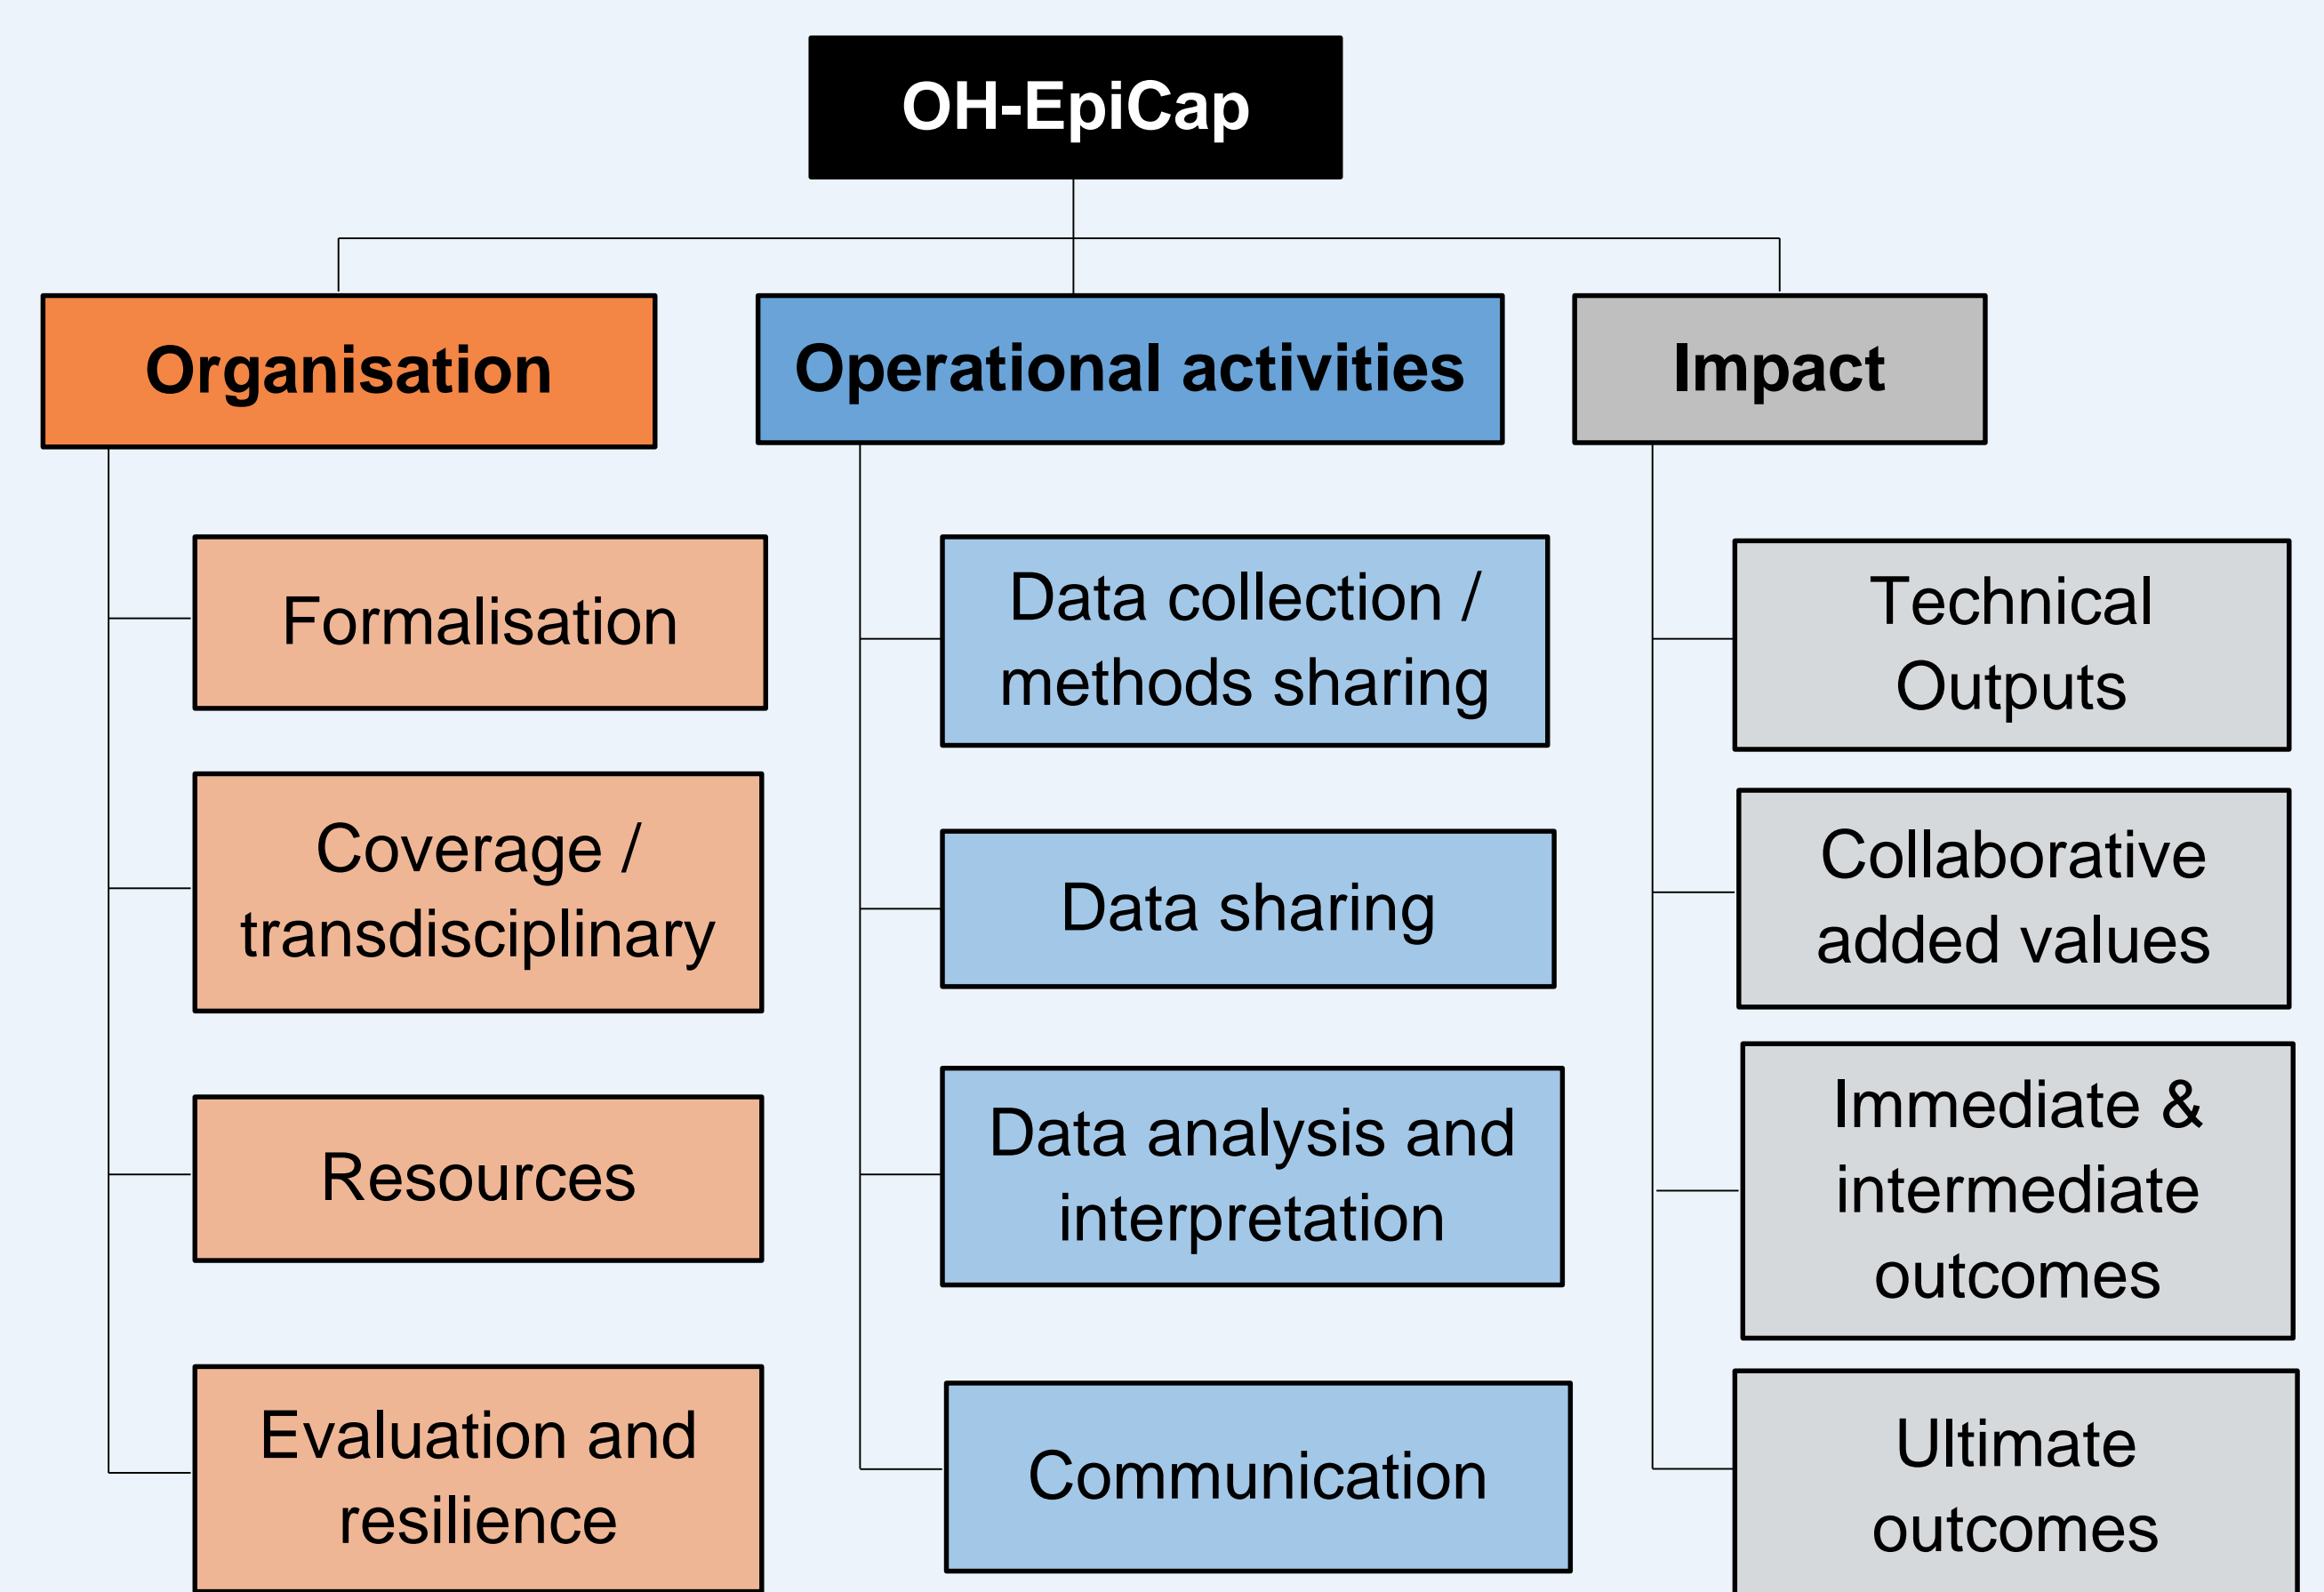 OH-EpiCap
Organisation
Operational activities
Impact
Formalisation
Coverage /
transdisciplinary
Resources
Evaluation and
resilience
Data collection /
methods sharing
Data sharing
Data analysis and
interpretation
Communication
Technical
Outputs
Collaborative
added values
Immediate &
intermediate
outcomes
Ultimate
outcomes